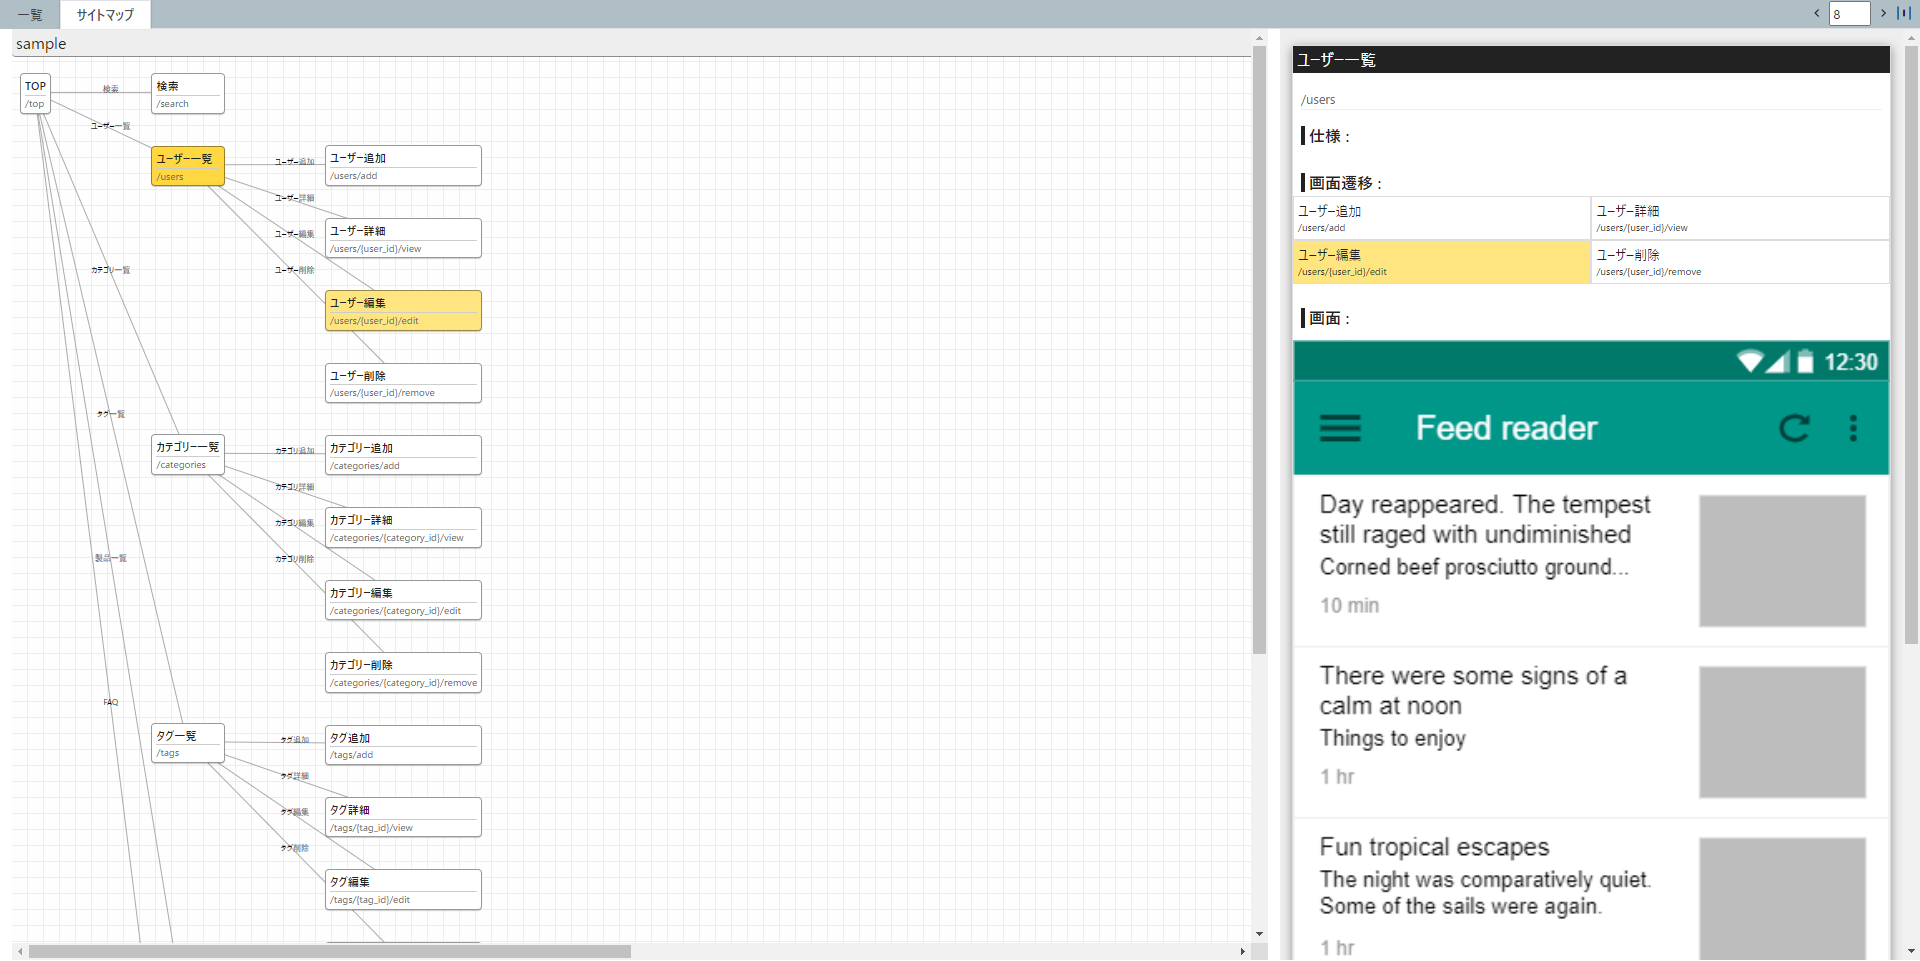 一覧
サイトマップ
8
sample
TOP
/top
検索
検索
/search
ユーザー一覧
ユーザー一覧
/users
ユーザー追加
ユーザー追加
/users/add
ユーザー詳細
ユーザー詳細
/users/{user_id}/view
ユーザー編集
ユーザー削除
ユーザー編集
/users/{user_id}/edit
ユーザー削除
/users/{user_id}/remove
カテゴリ一覧
タグ一覧
カテゴリー一覧
/categories
カテゴリ追加
カテゴリー追加
/categories/add
カテゴリ詳細
カテゴリー詳細
/categories/{category_id}/view
カテゴリ編集
カテゴリ削除
カテゴリー編集
/categories/{category_id}/edit
カテゴリー削除
/categories/{category_id}/remove
製品一覧
FAQ
タグ一覧
/tags
タグ追加
タグ追加
/tags/add
タグ詳細
タグ詳細
/tags/{tag_id}/view
タグ編集
タグ削除
タグ編集
/tags/{tag_id}/edit
ユーザー一覧
/users
仕様 :
画面遷移 :
ユーザー追加
/users/add
ユーザー詳細
/users/{user_id}/view
ユーザー編集
/users/{user_id}/edit
ユーザー削除
/users/{user_id}/remove
画面 :
12:30
Feed reader
Day reappeared. The tempest
still raged with undiminished
Corned beef prosciutto ground...
10 min
There were some signs of a
calm at noon
Things to enjoy
1 hr
Fun tropical escapes
The night was comparatively quiet.
Some of the sails were again.
1 hr